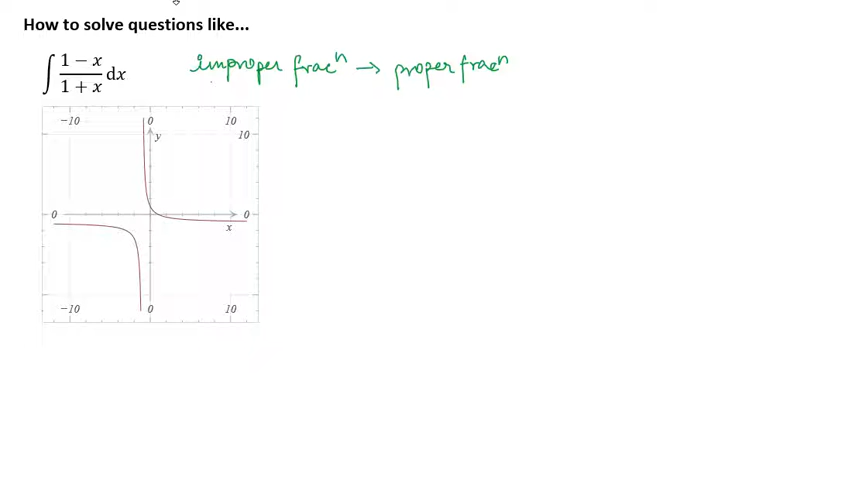 How to solve questions like...
∫ (1 − x)/(1 + x) dx
improper fracⁿ → proper fracⁿ
−10 0 10
y 10
0 0
x
−10
−10 0 10